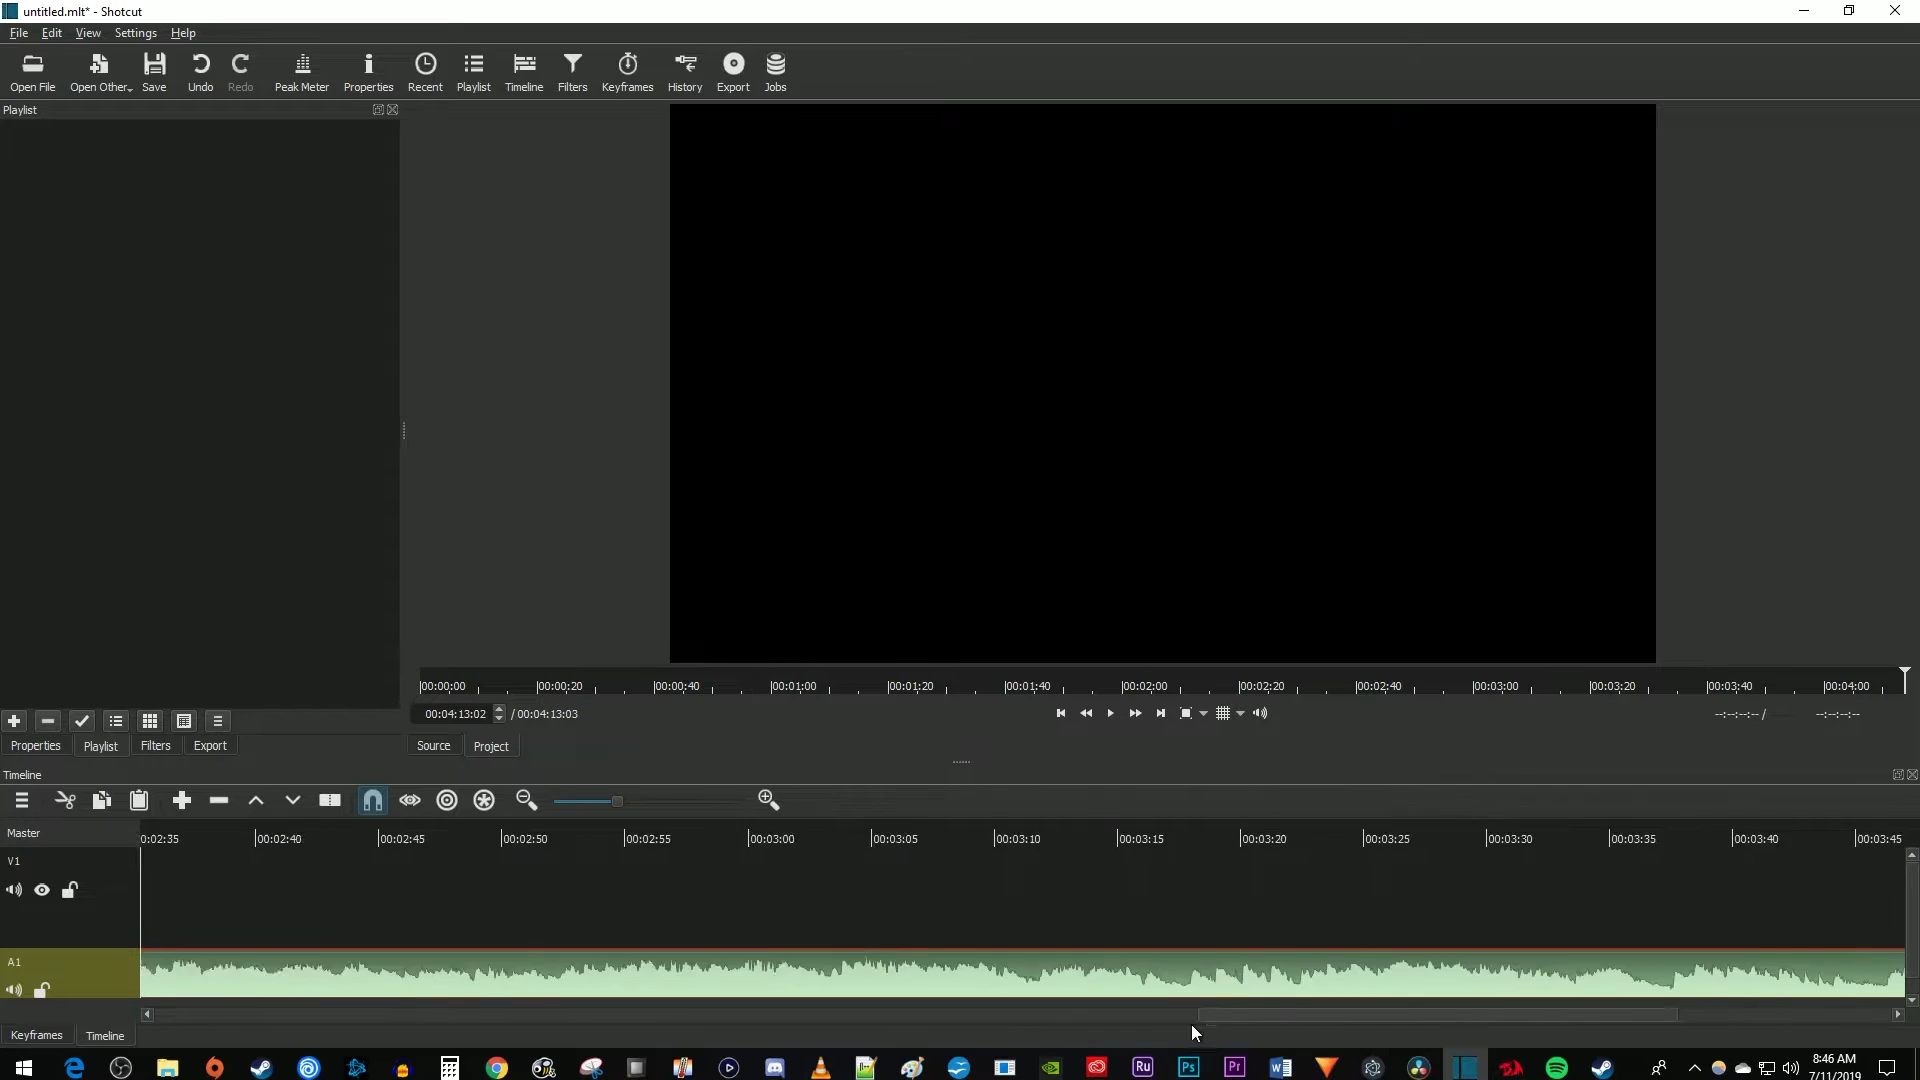 untitled.mlt* - Shotcut
File Edit View Settings Help
Open File Open Other Save Undo Redo Peak Meter Properties Recent Playlist Timeline Filters Keyframes History Export Jobs
Playlist
00:00:00 00:00:20 00:00:40 00:01:00 00:01:20 00:01:40 00:02:00 00:02:20 00:02:40 00:03:00 00:03:20 00:03:40 00:04:00
00:04:13:02 / 00:04:13:03 --:--:--:-- / --:--:--:--
Properties Playlist Filters Export Source Project
Timeline
Master 0:02:35 00:02:40 00:02:45 00:02:50 00:02:55 00:03:00 00:03:05 00:03:10 00:03:15 00:03:20 00:03:25 00:03:30 00:03:35 00:03:40 00:03:45
V1
A1
Keyframes Timeline
Ru Ps Pr W
8:46 AM
7/11/2019